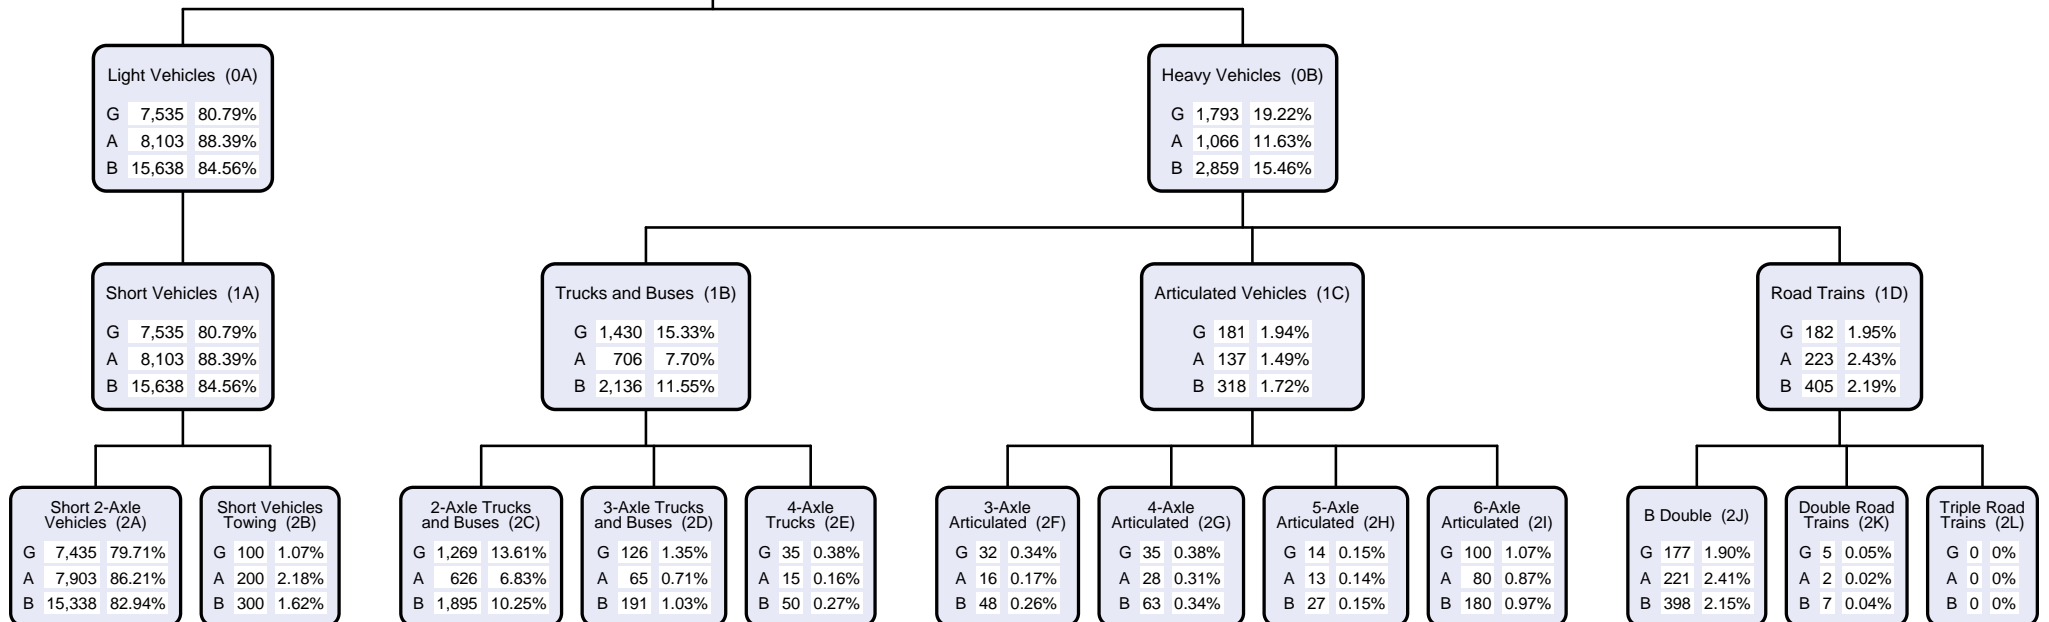 Light Vehicles (0A)
G 7,535 80.79%
A 8,103 88.39%
B 15,638 84.56%
Heavy Vehicles (0B)
G 1,793 19.22%
A 1,066 11.63%
B 2,859 15.46%
Short Vehicles (1A)
G 7,535 80.79%
A 8,103 88.39%
B 15,638 84.56%
Trucks and Buses (1B)
G 1,430 15.33%
A 706 7.70%
B 2,136 11.55%
Articulated Vehicles (1C)
G 181 1.94%
A 137 1.49%
B 318 1.72%
Road Trains (1D)
G 182 1.95%
A 223 2.43%
B 405 2.19%
Short 2-Axle
Vehicles (2A)
G 7,435 79.71%
A 7,903 86.21%
B 15,338 82.94%
Short Vehicles
Towing (2B)
G 100 1.07%
A 200 2.18%
B 300 1.62%
2-Axle Trucks
and Buses (2C)
G 1,269 13.61%
A 626 6.83%
B 1,895 10.25%
3-Axle Trucks
and Buses (2D)
G 126 1.35%
A 65 0.71%
B 191 1.03%
4-Axle
Trucks (2E)
G 35 0.38%
A 15 0.16%
B 50 0.27%
3-Axle
Articulated (2F)
G 32 0.34%
A 16 0.17%
B 48 0.26%
4-Axle
Articulated (2G)
G 35 0.38%
A 28 0.31%
B 63 0.34%
5-Axle
Articulated (2H)
G 14 0.15%
A 13 0.14%
B 27 0.15%
6-Axle
Articulated (2I)
G 100 1.07%
A 80 0.87%
B 180 0.97%
B Double (2J)
G 177 1.90%
A 221 2.41%
B 398 2.15%
Double Road
Trains (2K)
G 5 0.05%
A 2 0.02%
B 7 0.04%
Triple Road
Trains (2L)
G 0 0%
A 0 0%
B 0 0%